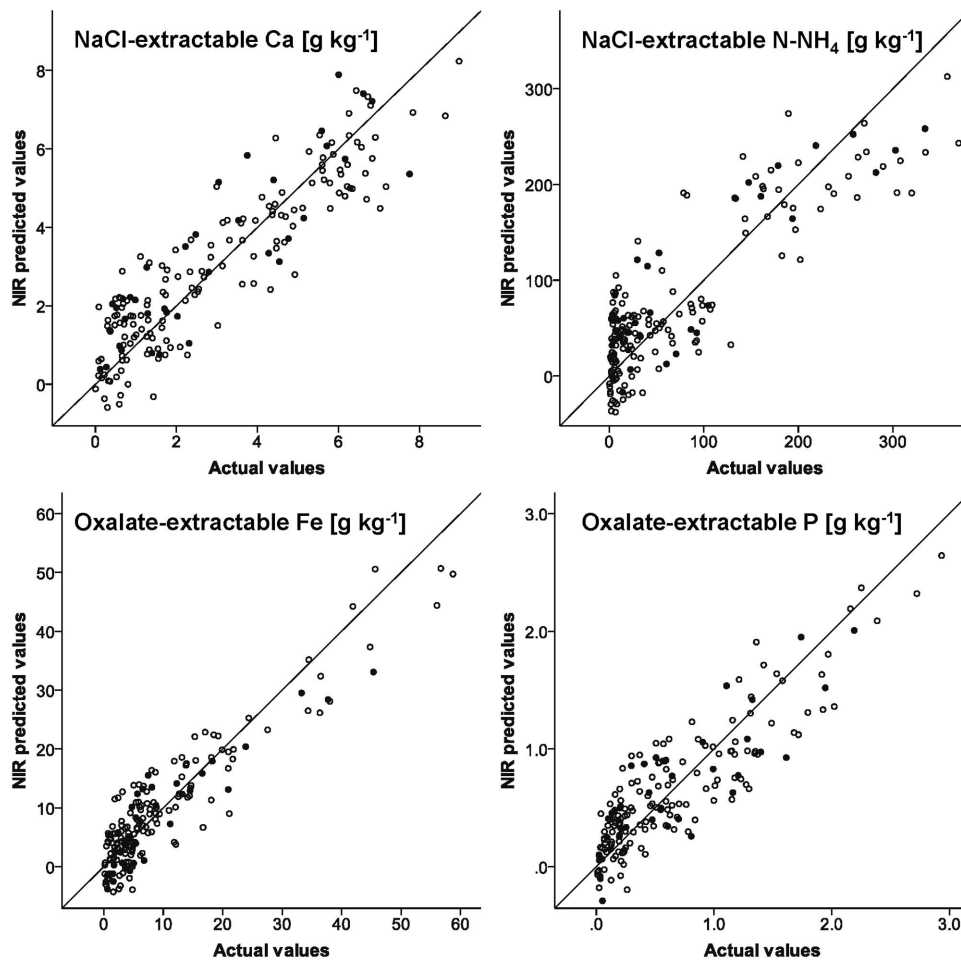 NaCl-extractable Ca [g kg⁻¹]
8
6
4
2
0
NIR predicted values
0 2 4 6 8
Actual values
NaCl-extractable N-NH₄ [g kg⁻¹]
300
200
100
0
NIR predicted values
0 100 200 300
Actual values
Oxalate-extractable Fe [g kg⁻¹]
60
50
40
30
20
10
0
NIR predicted values
0 10 20 30 40 50 60
Actual values
Oxalate-extractable P [g kg⁻¹]
3.0
2.0
1.0
.0
NIR predicted values
.0 1.0 2.0 3.0
Actual values